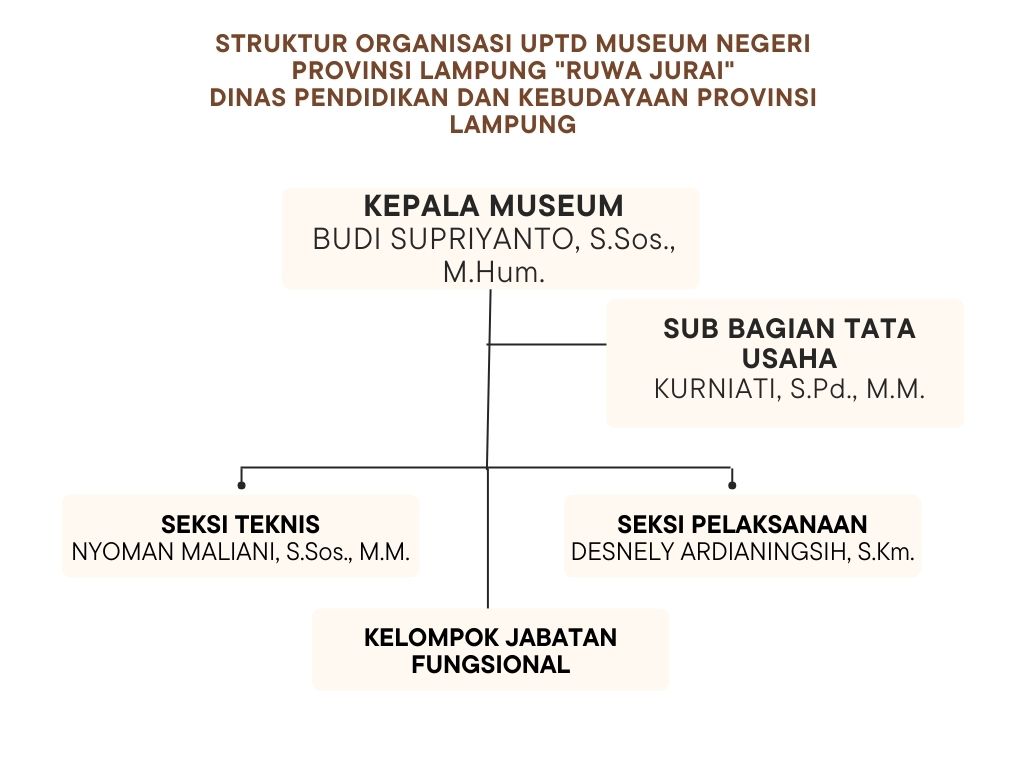 STRUKTUR ORGANISASI UPTD MUSEUM NEGERI
PROVINSI LAMPUNG "RUWA JURAI"
DINAS PENDIDIKAN DAN KEBUDAYAAN PROVINSI
LAMPUNG
KEPALA MUSEUM
BUDI SUPRIYANTO, S.Sos.,
M.Hum.
SUB BAGIAN TATA
USAHA
KURNIATI, S.Pd., M.M.
SEKSI TEKNIS
NYOMAN MALIANI, S.Sos., M.M.
SEKSI PELAKSANAAN
DESNELY ARDIANINGSIH, S.Km.
KELOMPOK JABATAN
FUNGSIONAL